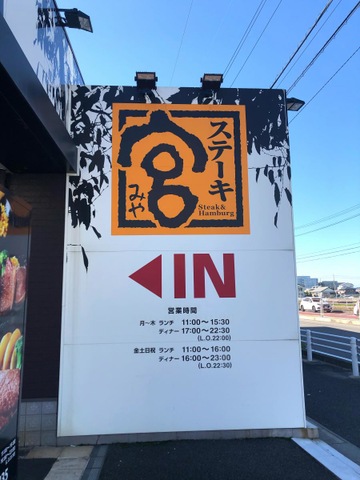 ステーキ
宮
みや
Steak&
Hamburg
IN
営業時間
月～木 ランチ 11:00～15:30
ディナー 17:00～22:30
(L.O.22:00)
金土日祝 ランチ 11:00～16:00
ディナー 16:00～23:00
(L.O.22:30)